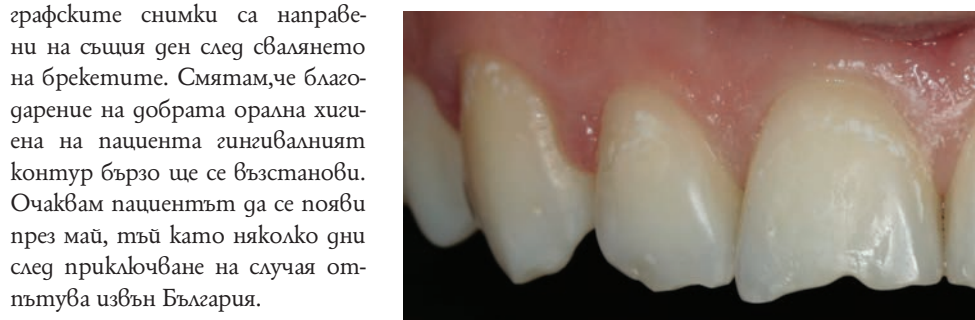 графските снимки са направе-
ни на същия ден след свалянето
на брекетите. Смятам,че благо-
дарение на добрата орална хиги-
ена на пациента гингивалният
контур бързо ще се възстанови.
Очаквам пациентът да се появи
през май, тъй като няколко дни
след приключване на случая от-
пътува извън България.